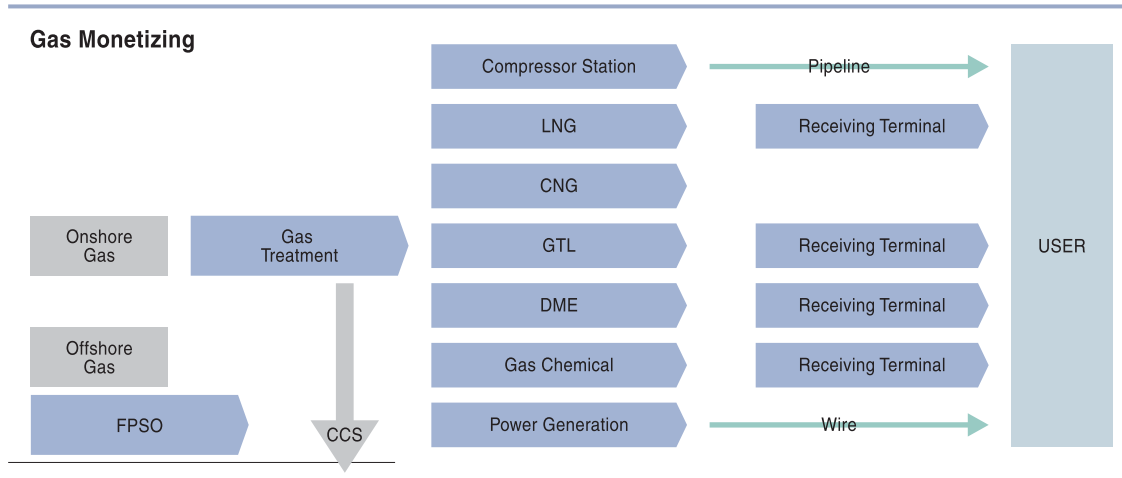 Gas Monetizing
Compressor Station
Pipeline
LNG
Receiving Terminal
CNG
Onshore
Gas
Gas
Treatment
GTL
Receiving Terminal
USER
DME
Receiving Terminal
Offshore
Gas
Gas Chemical
Receiving Terminal
FPSO
CCS
Power Generation
Wire